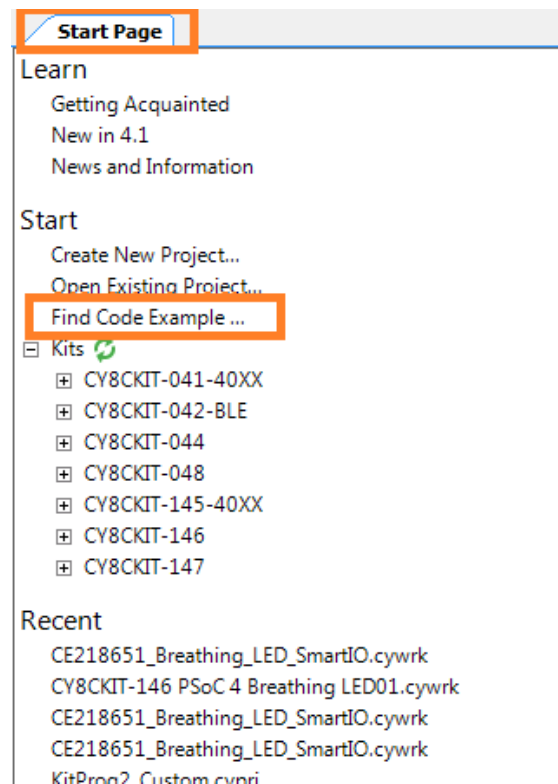 Start Page
Learn
Getting Acquainted
New in 4.1
News and Information
Start
Create New Project...
Open Existing Project...
Find Code Example ...
Kits
CY8CKIT-041-40XX
CY8CKIT-042-BLE
CY8CKIT-044
CY8CKIT-048
CY8CKIT-145-40XX
CY8CKIT-146
CY8CKIT-147
Recent
CE218651_Breathing_LED_SmartIO.cywrk
CY8CKIT-146 PSoC 4 Breathing LED01.cywrk
CE218651_Breathing_LED_SmartIO.cywrk
CE218651_Breathing_LED_SmartIO.cywrk
KitProg2_Custom.cyprj